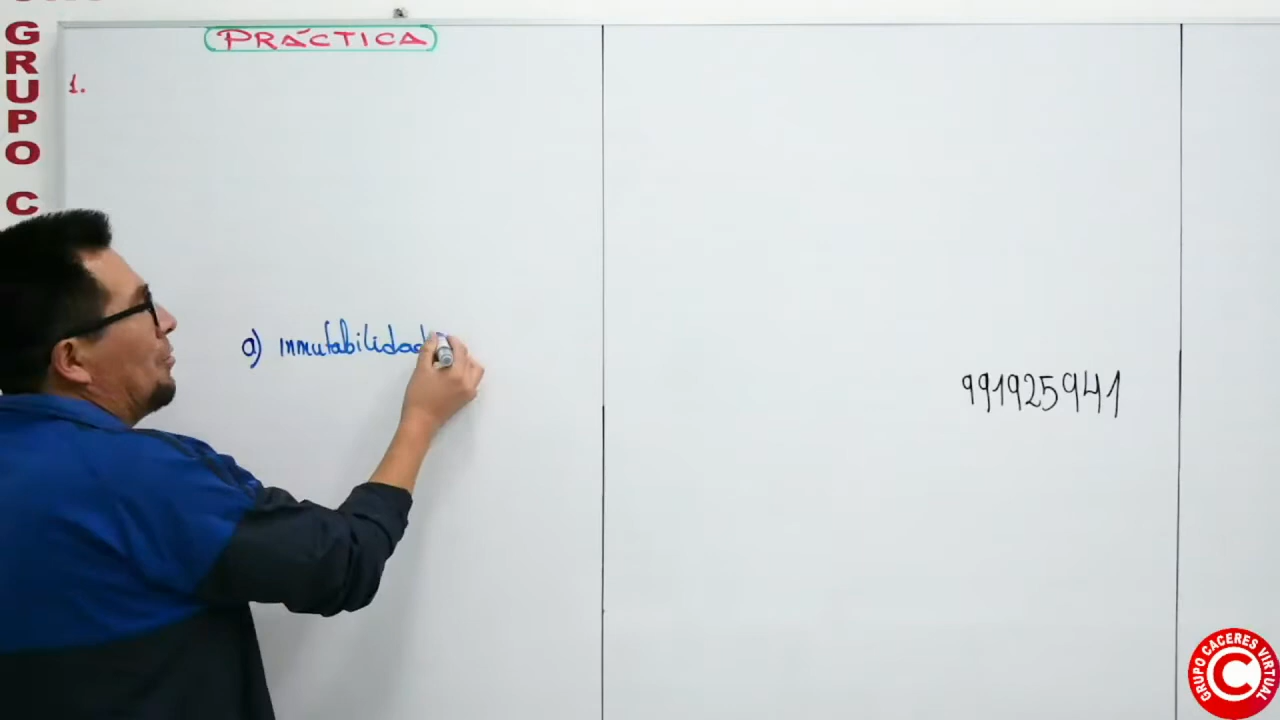 GRUPO C
PRÁCTICA
1.
a) inmutabilidad
991925941
GRUPO CACERES VIRTUAL
C